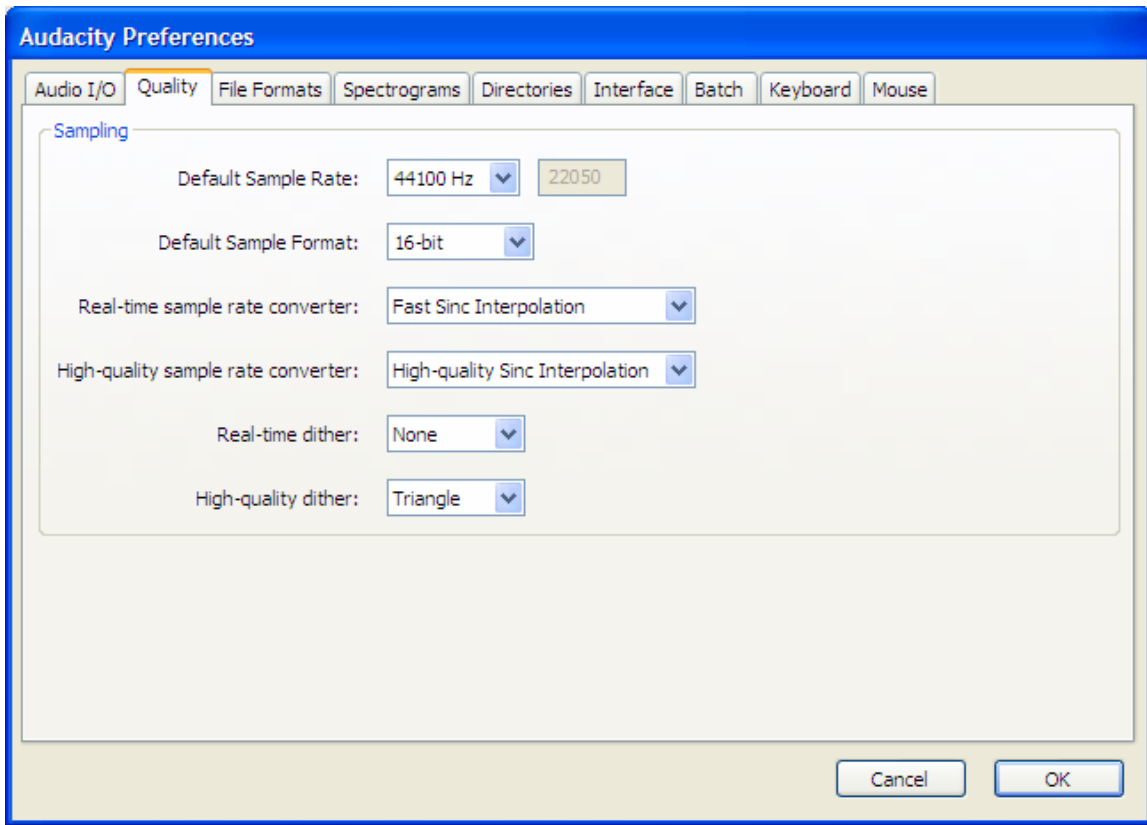 Audacity Preferences
Audio I/O Quality File Formats Spectrograms Directories Interface Batch Keyboard Mouse
Sampling
Default Sample Rate: 44100 Hz 22050
Default Sample Format: 16-bit
Real-time sample rate converter: Fast Sinc Interpolation
High-quality sample rate converter: High-quality Sinc Interpolation
Real-time dither: None
High-quality dither: Triangle
Cancel OK